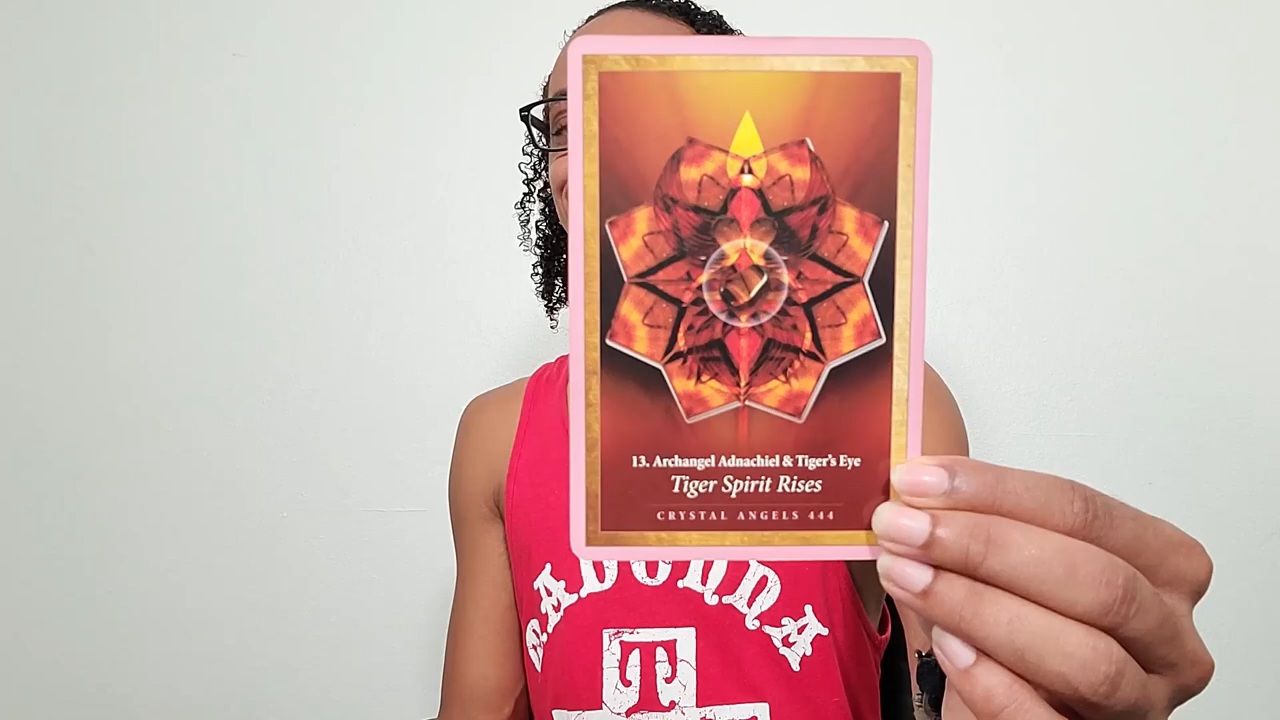 13. Archangel Adnachiel & Tiger's Eye
Tiger Spirit Rises
CRYSTAL ANGELS 444